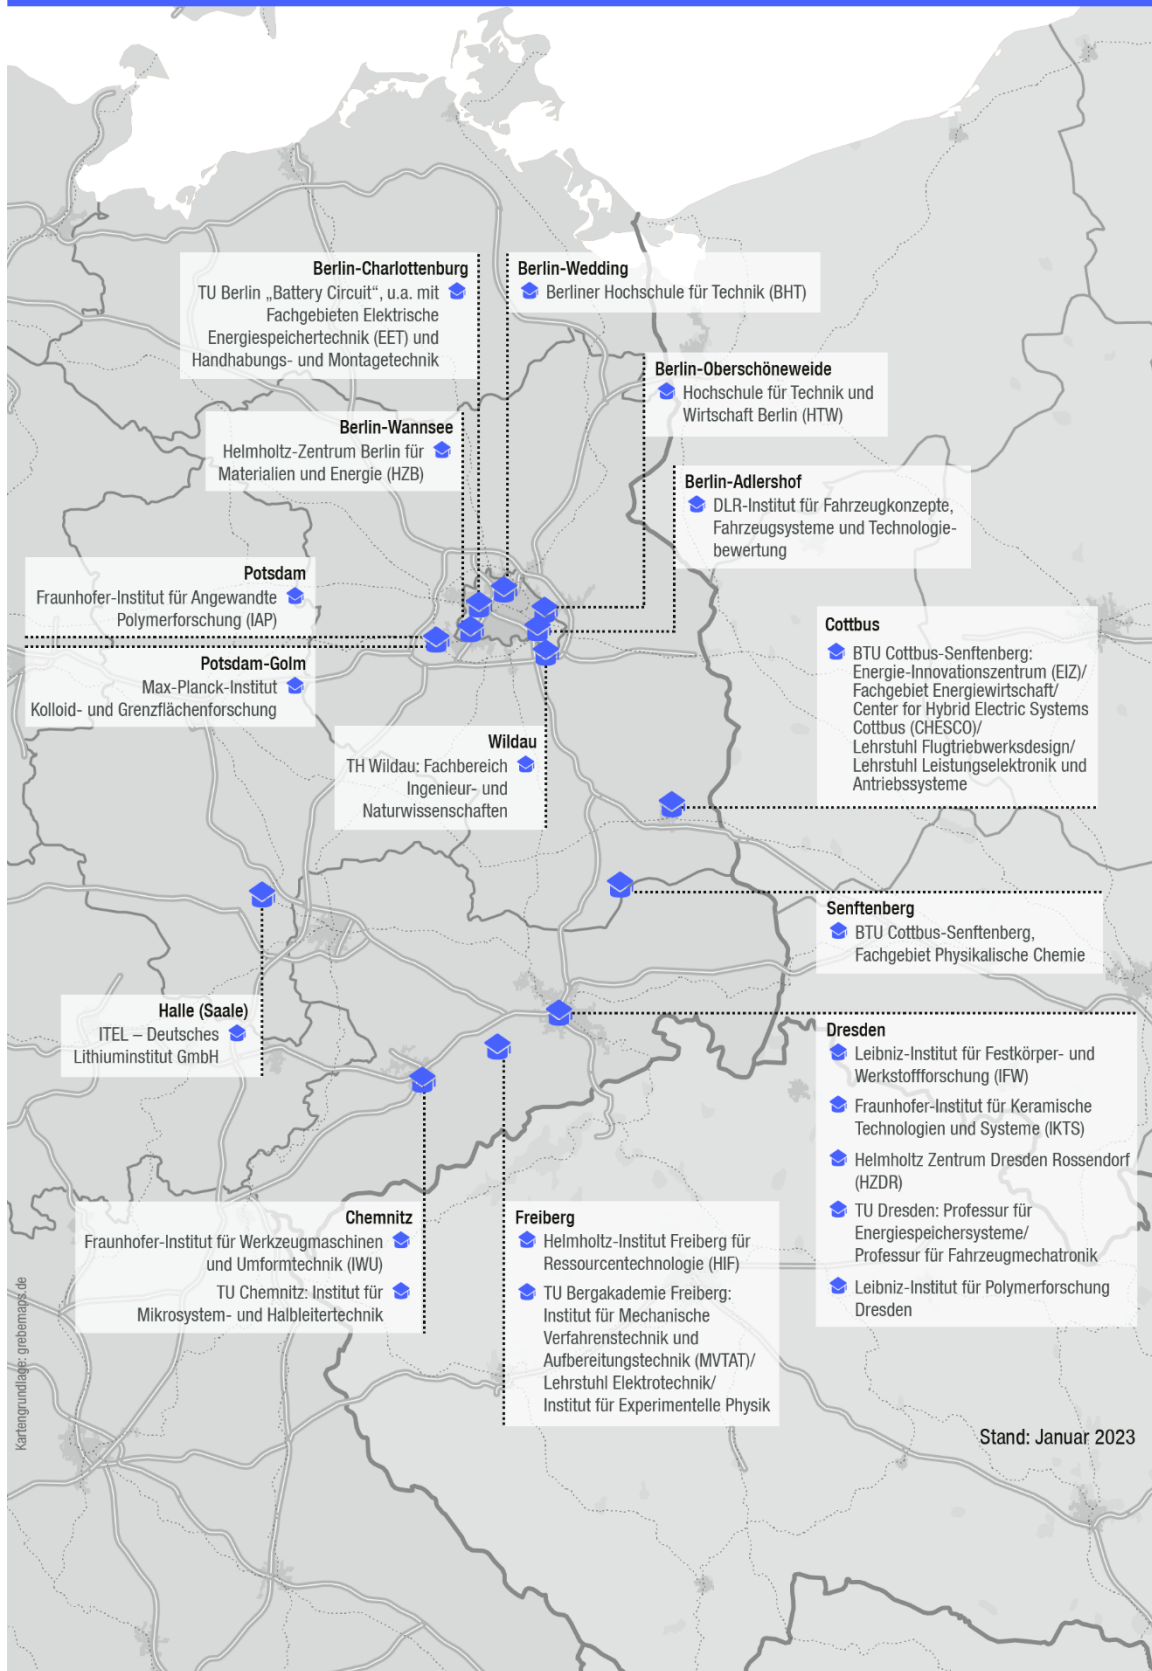 Berlin-Charlottenburg
TU Berlin „Battery Circuit“, u.a. mit
Fachgebieten Elektrische
Energiespeichertechnik (EET) und
Handhabungs- und Montagetechnik
Berlin-Wedding
Berliner Hochschule für Technik (BHT)
Berlin-Oberschöneweide
Hochschule für Technik und
Wirtschaft Berlin (HTW)
Berlin-Wannsee
Helmholtz-Zentrum Berlin für
Materialien und Energie (HZB)
Berlin-Adlershof
DLR-Institut für Fahrzeugkonzepte,
Fahrzeugsysteme und Technologie-
bewertung
Potsdam
Fraunhofer-Institut für Angewandte
Polymerforschung (IAP)
Potsdam-Golm
Max-Planck-Institut
Kolloid- und Grenzflächenforschung
Cottbus
BTU Cottbus-Senftenberg:
Energie-Innovationszentrum (EIZ)/
Fachgebiet Energiewirtschaft/
Center for Hybrid Electric Systems
Cottbus (CHESCO)/
Lehrstuhl Flugtriebwerksdesign/
Lehrstuhl Leistungselektronik und
Antriebssysteme
Wildau
TH Wildau: Fachbereich
Ingenieur- und
Naturwissenschaften
Senftenberg
BTU Cottbus-Senftenberg,
Fachgebiet Physikalische Chemie
Halle (Saale)
ITEL – Deutsches
Lithiuminstitut GmbH
Dresden
Leibniz-Institut für Festkörper- und
Werkstoffforschung (IFW)
Fraunhofer-Institut für Keramische
Technologien und Systeme (IKTS)
Helmholtz Zentrum Dresden Rossendorf
(HZDR)
TU Dresden: Professur für
Energiespeichersysteme/
Professur für Fahrzeugmechatronik
Leibniz-Institut für Polymerforschung
Dresden
Chemnitz
Fraunhofer-Institut für Werkzeugmaschinen
und Umformtechnik (IWU)
TU Chemnitz: Institut für
Mikrosystem- und Halbleitertechnik
Freiberg
Helmholtz-Institut Freiberg für
Ressourcentechnologie (HIF)
TU Bergakademie Freiberg:
Institut für Mechanische
Verfahrenstechnik und
Aufbereitungstechnik (MVTAT)/
Lehrstuhl Elektrotechnik/
Institut für Experimentelle Physik
Kartengrundlage: grebemaps.de
Stand: Januar 2023